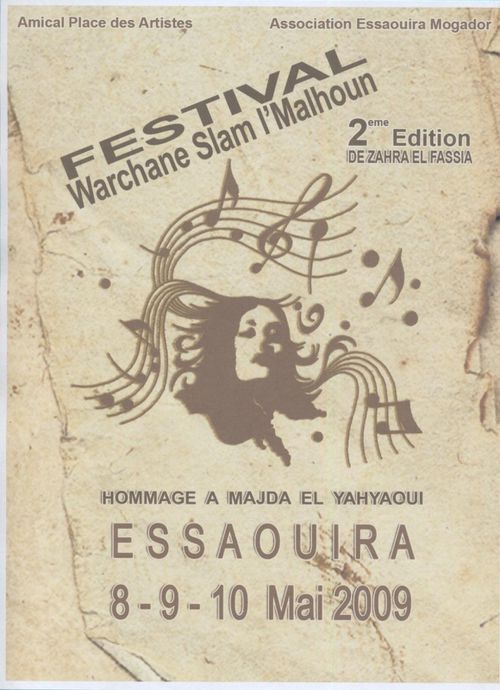 Amical Place des Artistes
Association Essaouira Mogador
FESTIVAL
Warchane Slam l'Malhoun
2eme Edition
DE ZAHRA EL FASSIA
HOMMAGE A MAJDA EL YAHYAOUI
ESSAOUIRA
8 - 9 - 10 Mai 2009